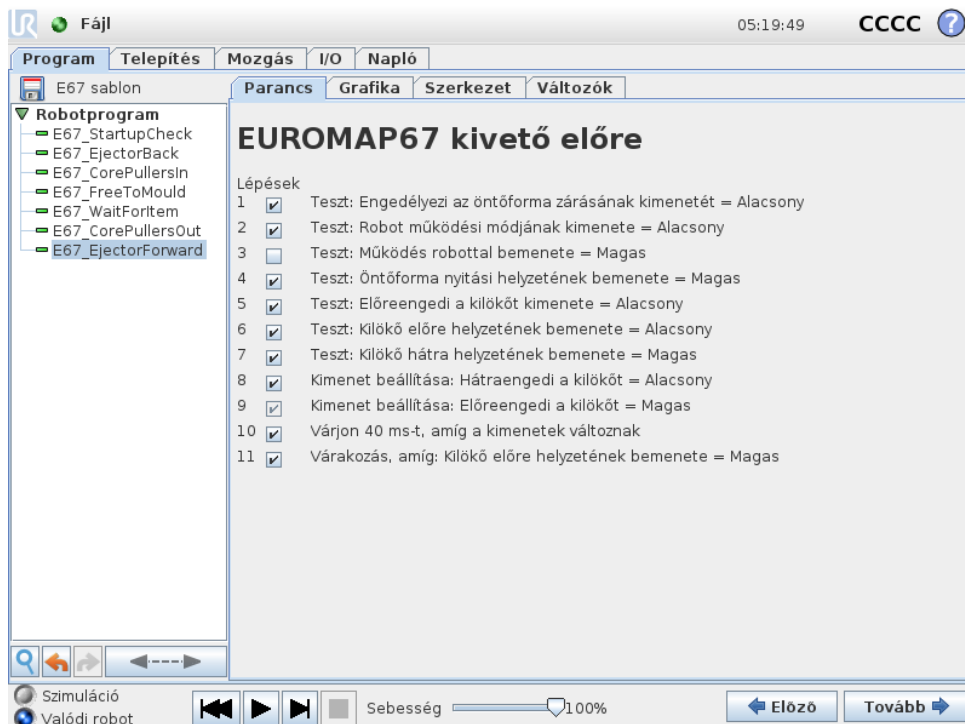 UR Fájl 05:19:49 CCCC ?
Program Telepítés Mozgás I/O Napló
E67 sablon
Parancs Grafika Szerkezet Változók
Robotprogram
E67_StartupCheck
E67_EjectorBack
E67_CorePullersIn
E67_FreeToMould
E67_WaitForItem
E67_CorePullersOut
E67_EjectorForward
EUROMAP67 kivető előre
Lépések
1 Teszt: Engedélyezi az öntőforma zárásának kimenetét = Alacsony
2 Teszt: Robot működési módjának kimenete = Alacsony
3 Teszt: Működés robottal bemenete = Magas
4 Teszt: Öntőforma nyitási helyzetének bemenete = Magas
5 Teszt: Előreengedi a kilökőt kimenete = Alacsony
6 Teszt: Kilökő előre helyzetének bemenete = Alacsony
7 Teszt: Kilökő hátra helyzetének bemenete = Magas
8 Kimenet beállítása: Hátraengedi a kilökőt = Alacsony
9 Kimenet beállítása: Előreengedi a kilökőt = Magas
10 Várjon 40 ms-t, amíg a kimenetek változnak
11 Várakozás, amíg: Kilökő előre helyzetének bemenete = Magas
Szimuláció
Valódi robot
Sebesség 100%
Előző Tovább